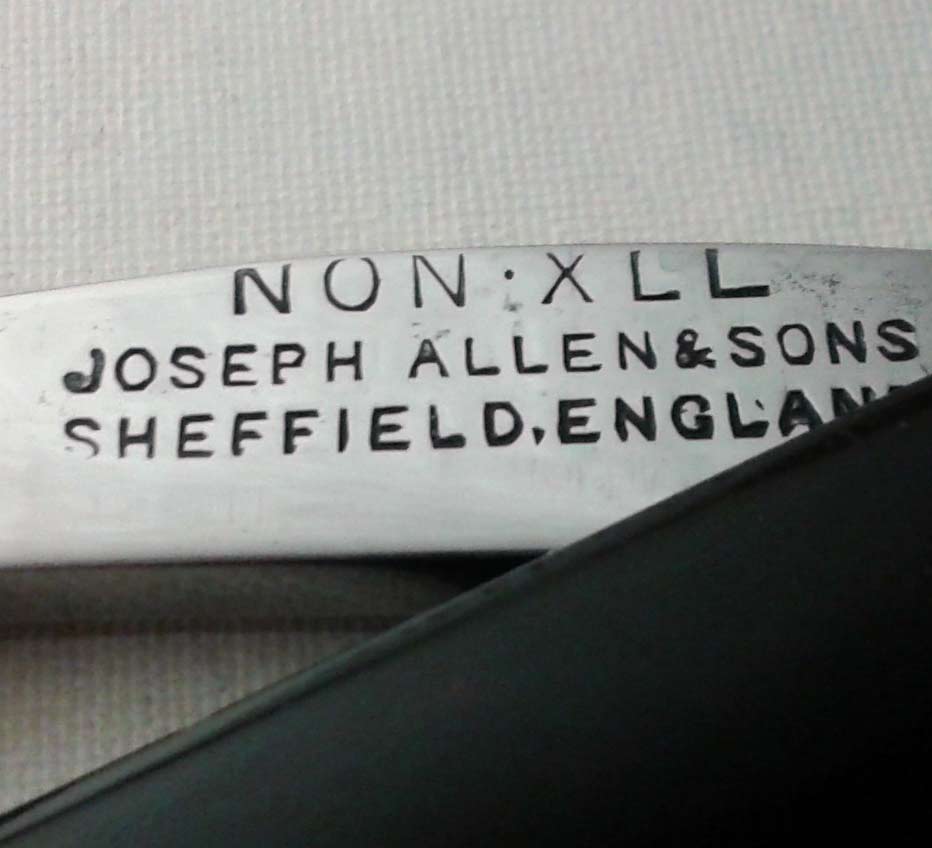 NON·XLL
JOSEPH ALLEN & SONS
SHEFFIELD, ENGLAN